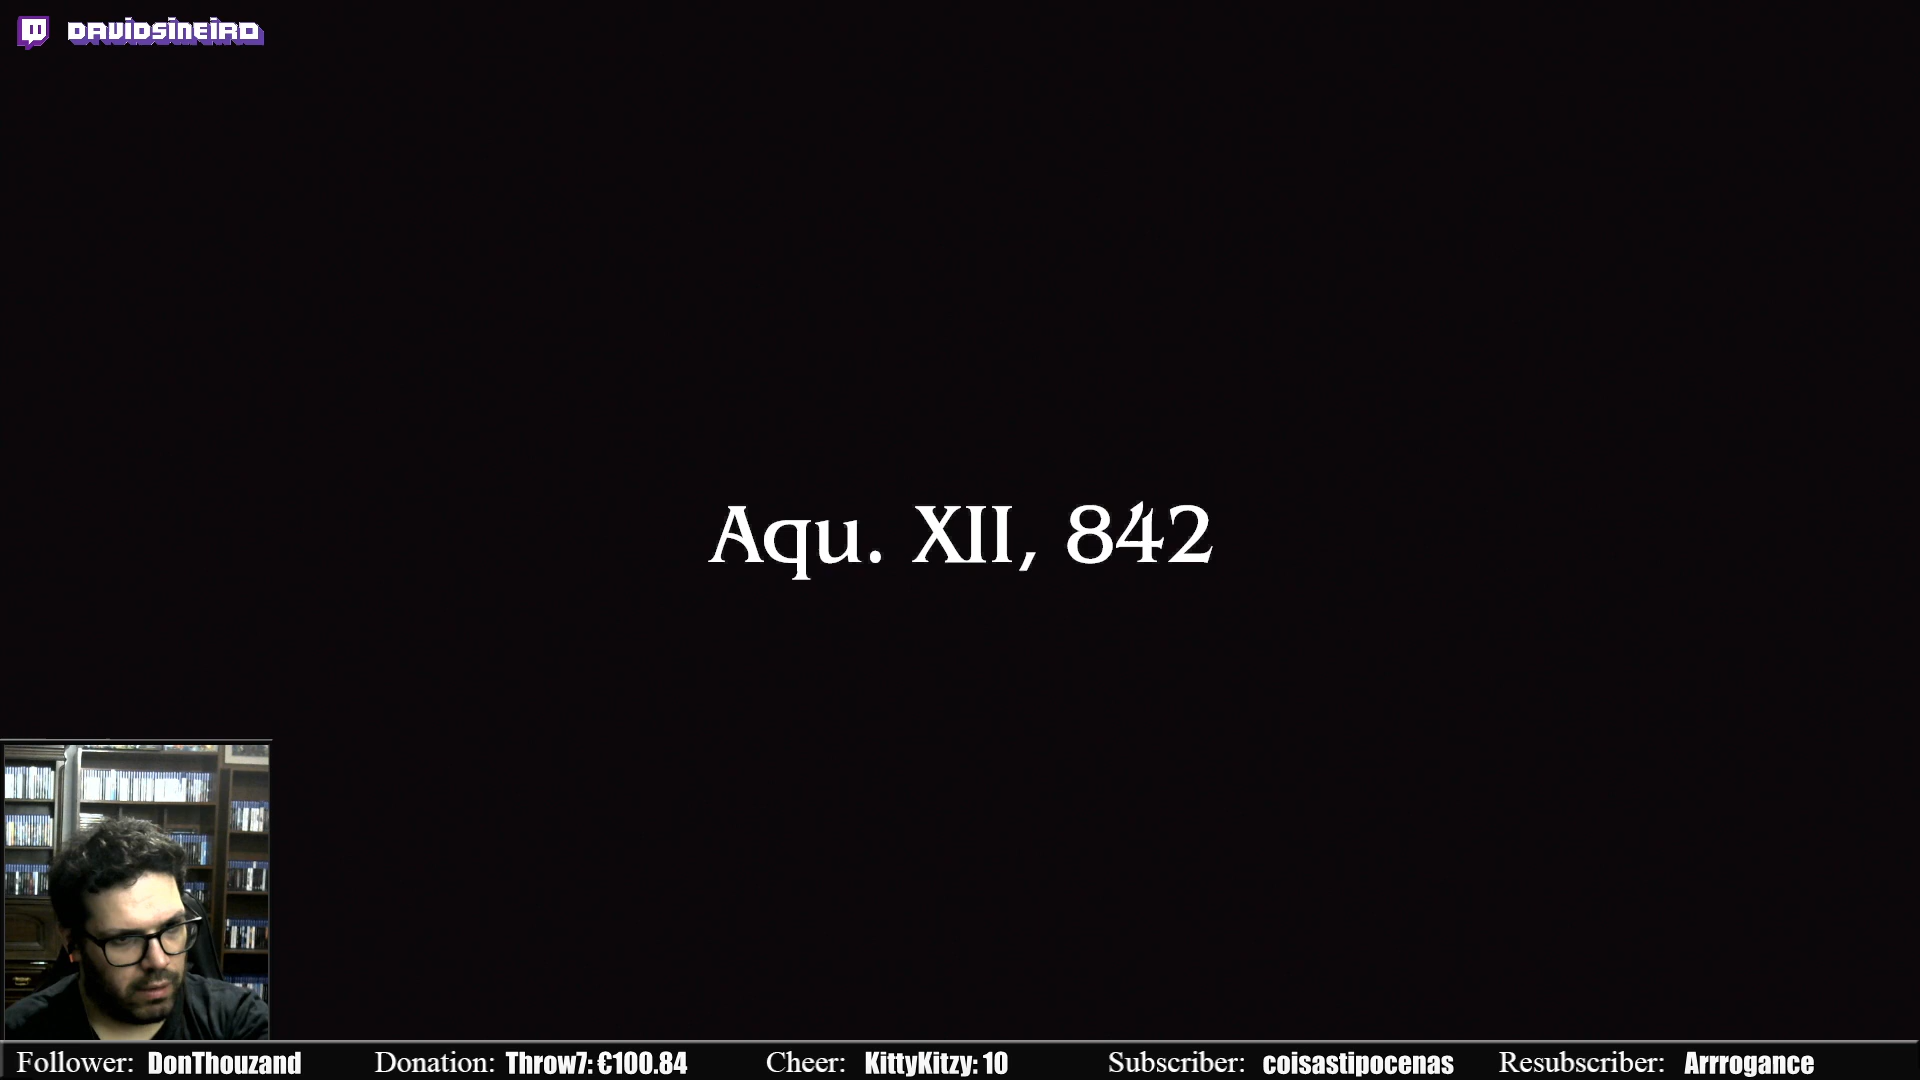 DAVIDSINEIRO
Aqu. XII, 842
Follower: DonThouzand Donation: Throw7: €100.84 Cheer: KittyKitzy: 10 Subscriber: coisastipocenas Resubscriber: Arrrogance